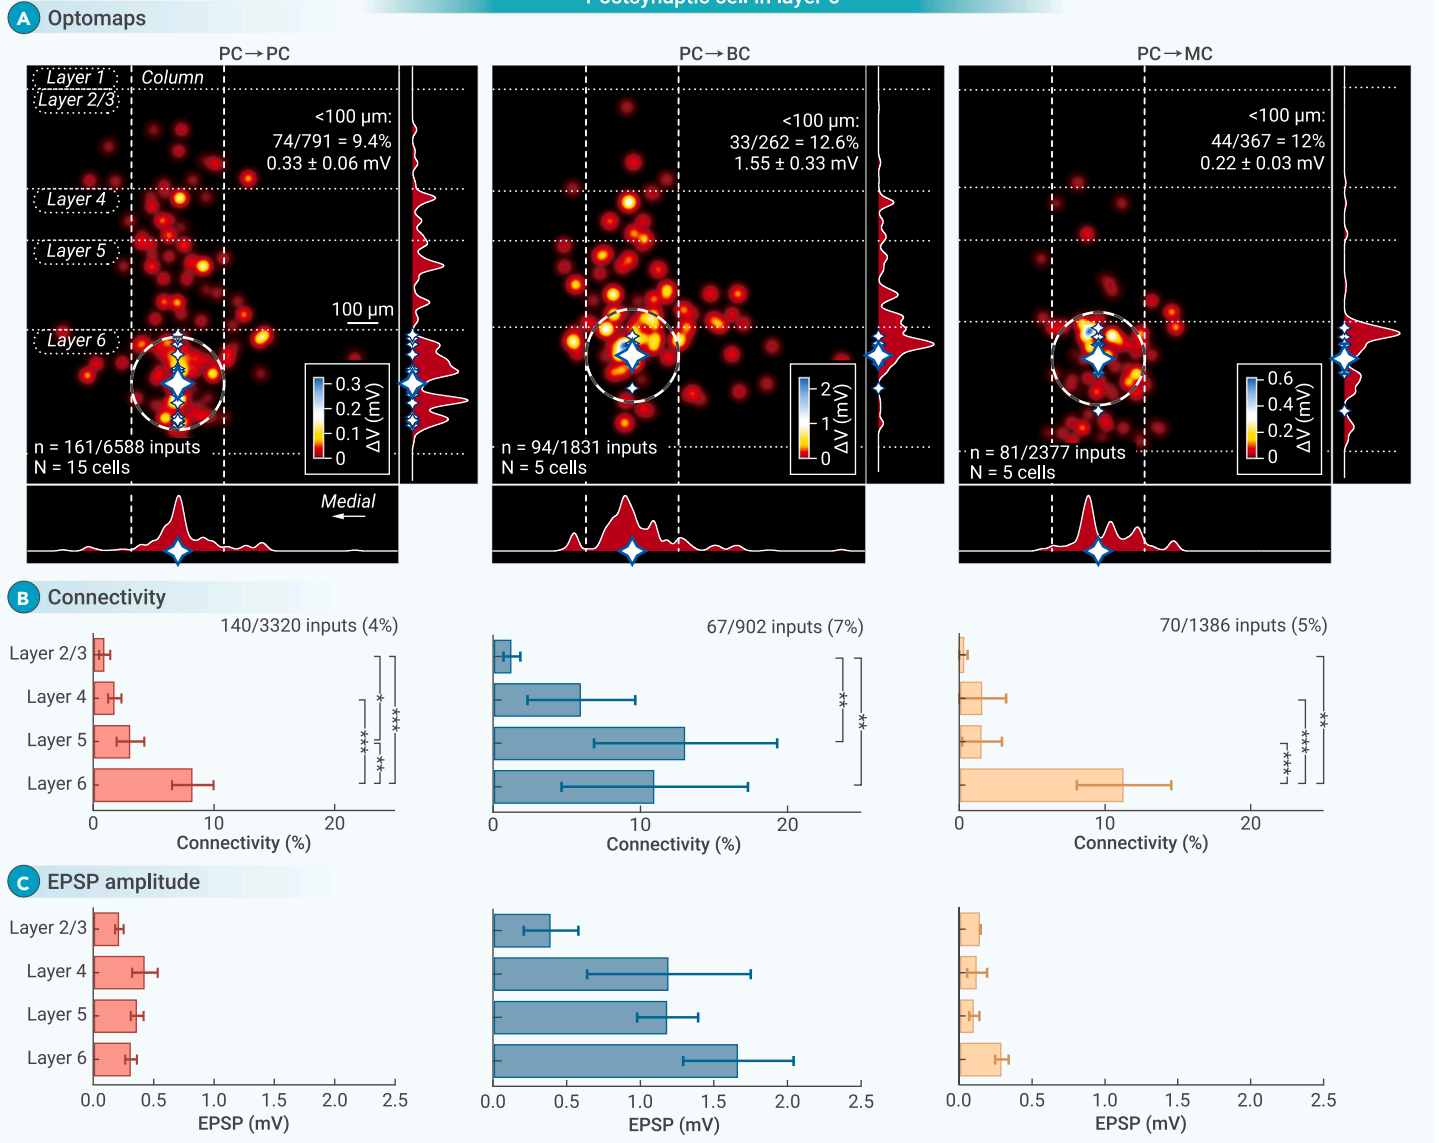 Postsynaptic cell in layer 6
A Optomaps
PC→PC
PC→BC
PC→MC
Layer 1
Column
Layer 2/3
<100 μm:
74/791 = 9.4%
0.33 ± 0.06 mV
Layer 4
Layer 5
100 μm
Layer 6
0.3
0.2
0.1
0
ΔV (mV)
n = 161/6588 inputs
N = 15 cells
Medial
←
<100 μm:
33/262 = 12.6%
1.55 ± 0.33 mV
2
1
0
ΔV (mV)
n = 94/1831 inputs
N = 5 cells
<100 μm:
44/367 = 12%
0.22 ± 0.03 mV
0.6
0.4
0.2
0
ΔV (mV)
n = 81/2377 inputs
N = 5 cells
B Connectivity
140/3320 inputs (4%)
Layer 2/3
Layer 4
Layer 5
Layer 6
***
*
**
***
0 10 20
Connectivity (%)
67/902 inputs (7%)
**
**
0 10 20
Connectivity (%)
70/1386 inputs (5%)
***
***
**
0 10 20
Connectivity (%)
C EPSP amplitude
Layer 2/3
Layer 4
Layer 5
Layer 6
0.0 0.5 1.0 1.5 2.0 2.5
EPSP (mV)
0.0 0.5 1.0 1.5 2.0 2.5
EPSP (mV)
0.0 0.5 1.0 1.5 2.0 2.5
EPSP (mV)